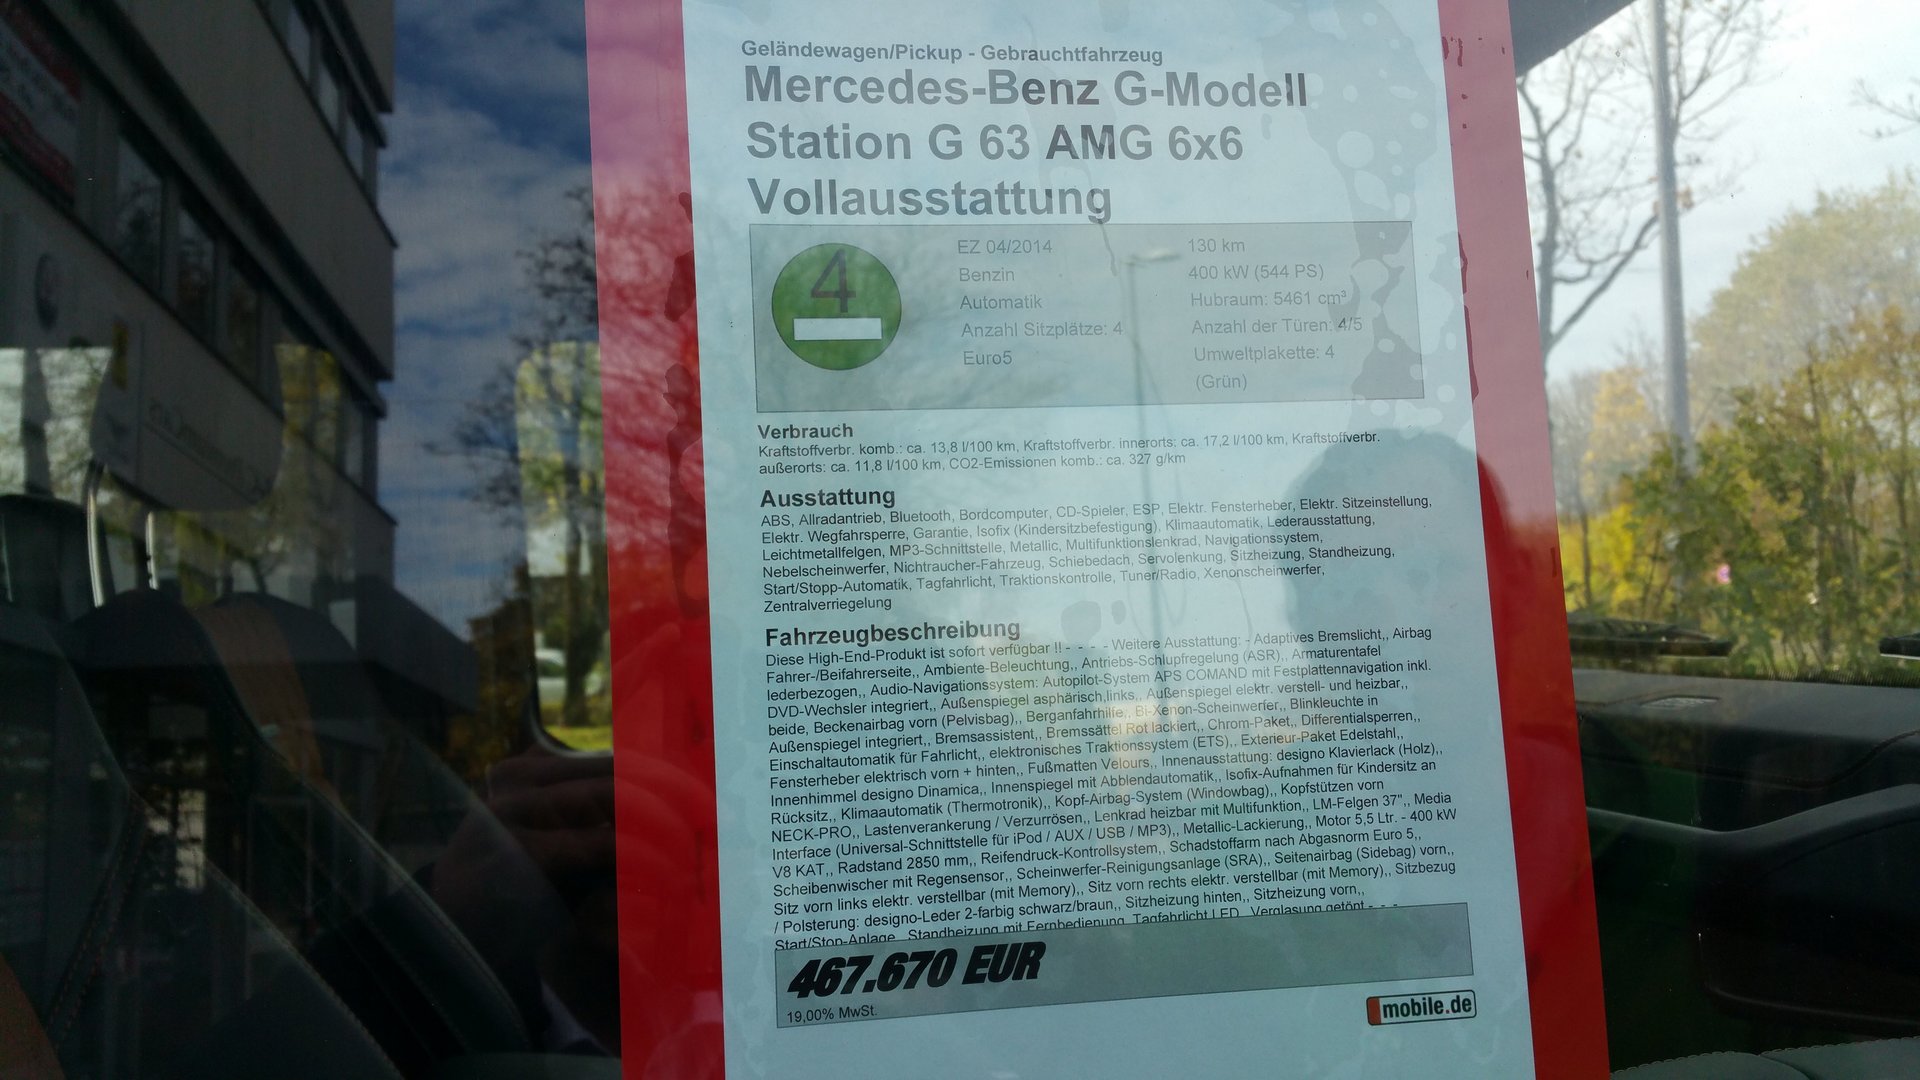 Geländewagen/Pickup - Gebrauchtfahrzeug
Mercedes-Benz G-Modell
Station G 63 AMG 6x6
Vollausstattung
4
EZ 04/2014
130 km
Benzin
400 kW (544 PS)
Automatik
Hubraum: 5461 cm³
Anzahl Sitzplätze: 4
Anzahl der Türen: 4/5
Euro5
Umweltplakette: 4
(Grün)
Verbrauch
Kraftstoffverbr. komb.: ca. 13,8 l/100 km, Kraftstoffverbr. innerorts: ca. 17,2 l/100 km, Kraftstoffverbr.
außerorts: ca. 11,8 l/100 km, CO2-Emissionen komb.: ca. 327 g/km
Ausstattung
ABS, Allradantrieb, Bluetooth, Bordcomputer, CD-Spieler, ESP, Elektr. Fensterheber, Elektr. Sitzeinstellung,
Elektr. Wegfahrsperre, Garantie, Isofix (Kindersitzbefestigung), Klimaautomatik, Lederausstattung,
Leichtmetallfelgen, MP3-Schnittstelle, Metallic, Multifunktionslenkrad, Navigationssystem,
Nebelscheinwerfer, Nichtraucher-Fahrzeug, Schiebedach, Servolenkung, Sitzheizung, Standheizung,
Start/Stopp-Automatik, Tagfahrlicht, Traktionskontrolle, Tuner/Radio, Xenonscheinwerfer,
Zentralverriegelung
Fahrzeugbeschreibung
Diese High-End-Produkt ist sofort verfügbar !! - - - - Weitere Ausstattung: - Adaptives Bremslicht,, Airbag
Fahrer-/Beifahrerseite,, Ambiente-Beleuchtung,, Antriebs-Schlupfregelung (ASR),, Armaturentafel
lederbezogen,, Audio-Navigationssystem: Autopilot-System APS COMAND mit Festplattennavigation inkl.
DVD-Wechsler integriert,, Außenspiegel asphärisch,links,, Außenspiegel elektr. verstell- und heizbar,,
beide, Beckenairbag vorn (Pelvisbag),, Berganfahrhilfe,, Bi-Xenon-Scheinwerfer,, Blinkleuchte in
Außenspiegel integriert,, Bremsassistent,, Bremssättel Rot lackiert,, Chrom-Paket,, Differentialsperren,,
Einschaltautomatik für Fahrlicht,, elektronisches Traktionssystem (ETS),, Exterieur-Paket Edelstahl,,
Fensterheber elektrisch vorn + hinten,, Fußmatten Velours,, Innenausstattung: designo Klavierlack (Holz),,
Innenhimmel designo Dinamica,, Innenspiegel mit Abblendautomatik,, Isofix-Aufnahmen für Kindersitz an
Rücksitz,, Klimaautomatik (Thermotronik),, Kopf-Airbag-System (Windowbag),, Kopfstützen vorn
NECK-PRO,, Lastenverankerung / Verzurrösen,, Lenkrad heizbar mit Multifunktion,, LM-Felgen 37",, Media
Interface (Universal-Schnittstelle für iPod / AUX / USB / MP3),, Metallic-Lackierung,, Motor 5,5 Ltr. - 400 kW
V8 KAT,, Radstand 2850 mm,, Reifendruck-Kontrollsystem,, Schadstoffarm nach Abgasnorm Euro 5,,
Scheibenwischer mit Regensensor,, Scheinwerfer-Reinigungsanlage (SRA),, Seitenairbag (Sidebag) vorn,,
Sitz vorn links elektr. verstellbar (mit Memory),, Sitz vorn rechts elektr. verstellbar (mit Memory),, Sitzbezug
/ Polsterung: designo-Leder 2-farbig schwarz/braun,, Sitzheizung hinten,, Sitzheizung vorn,,
Start/Stop-Anlage,, Standheizung mit Fernbedienung, Tagfahrlicht LED,, Verglasung getönt - - -
467.670 EUR
19,00% MwSt.
mobile.de